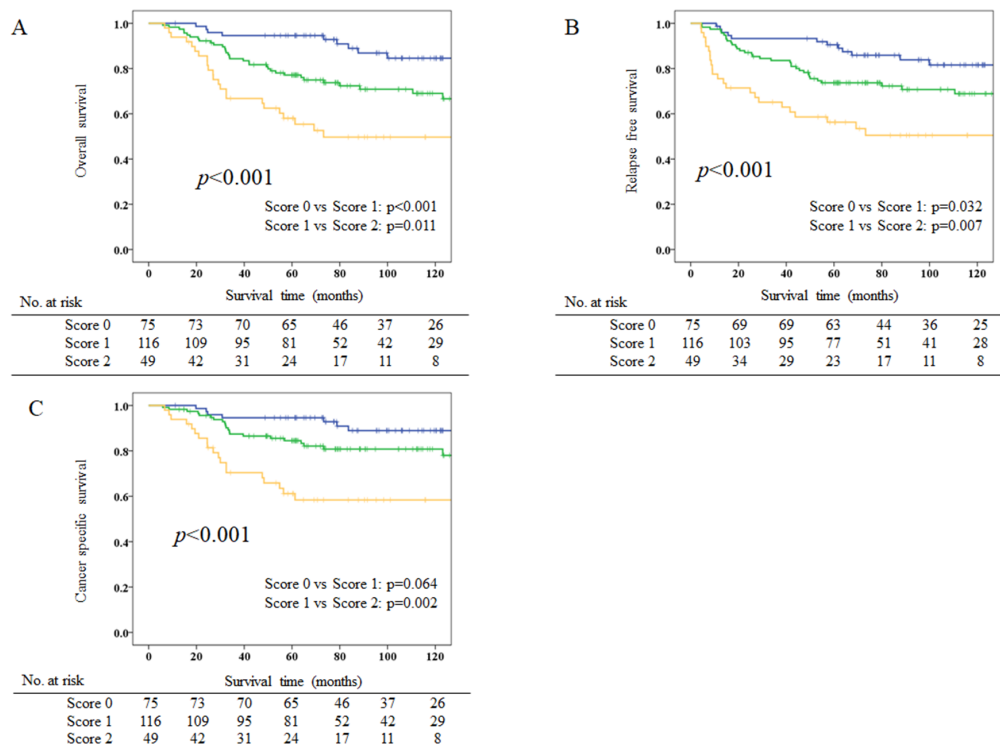 A
Overall survival
1.0
0.8
0.6
0.4
0.2
0.0
p<0.001
Score 0 vs Score 1: p<0.001
Score 1 vs Score 2: p=0.011
0 20 40 60 80 100 120
Survival time (months)
No. at risk
Score 0 75 73 70 65 46 37 26
Score 1 116 109 95 81 52 42 29
Score 2 49 42 31 24 17 11 8
B
Relapse free survival
1.0
0.8
0.6
0.4
0.2
0.0
p<0.001
Score 0 vs Score 1: p=0.032
Score 1 vs Score 2: p=0.007
0 20 40 60 80 100 120
Survival time (months)
No. at risk
Score 0 75 69 69 63 44 36 25
Score 1 116 103 95 77 51 41 28
Score 2 49 34 29 23 17 11 8
C
Cancer specific survival
1.0
0.8
0.6
0.4
0.2
0.0
p<0.001
Score 0 vs Score 1: p=0.064
Score 1 vs Score 2: p=0.002
0 20 40 60 80 100 120
Survival time (months)
No. at risk
Score 0 75 73 70 65 46 37 26
Score 1 116 109 95 81 52 42 29
Score 2 49 42 31 24 17 11 8